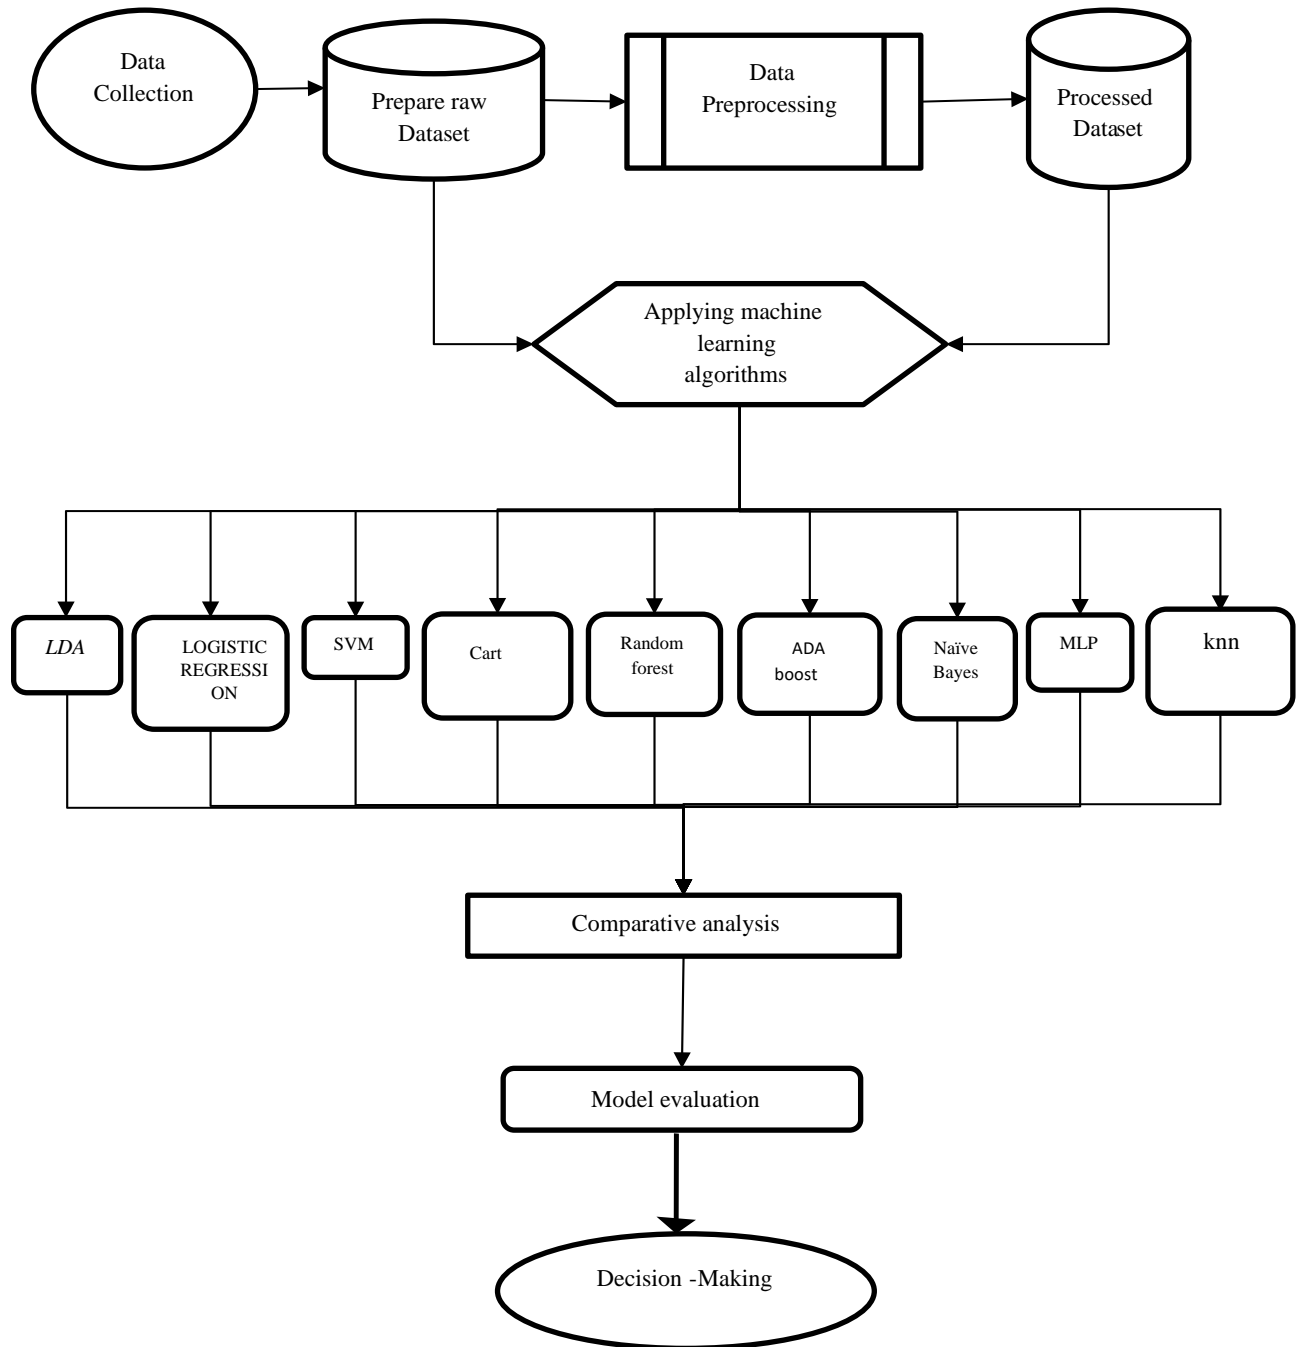 Data
Collection
Prepare raw
Dataset
Data
Preprocessing
Processed
Dataset
Applying machine
learning
algorithms
LDA
LOGISTIC
REGRESSI
ON
SVM
Cart
Random
forest
ADA
boost
Naïve
Bayes
MLP
knn
Comparative analysis
Model evaluation
Decision -Making